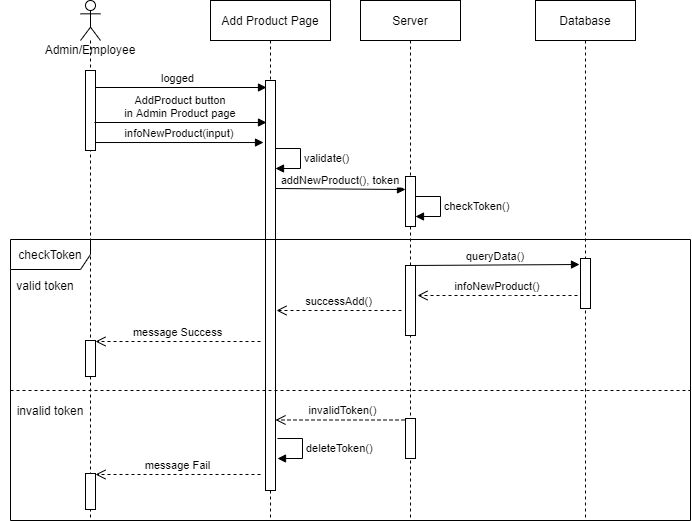 Add Product Page
Server
Database
Admin/Employee
logged
AddProduct button
in Admin Product page
infoNewProduct(input)
validate()
addNewProduct(), token
checkToken()
checkToken
queryData()
valid token
infoNewProduct()
successAdd()
message Success
invalid token
invalidToken()
deleteToken()
message Fail